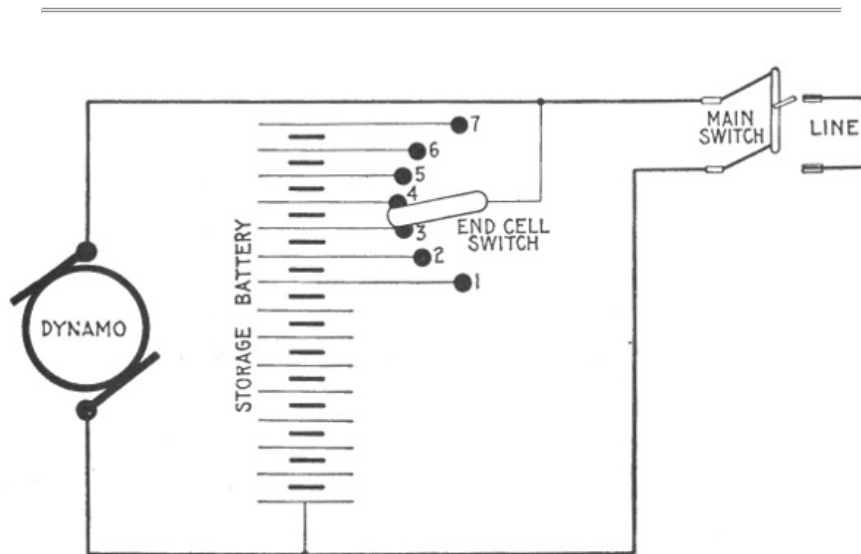 7
6
5
4
3
2
1
END CELL
SWITCH
MAIN
SWITCH
LINE
STORAGE BATTERY
DYNAMO